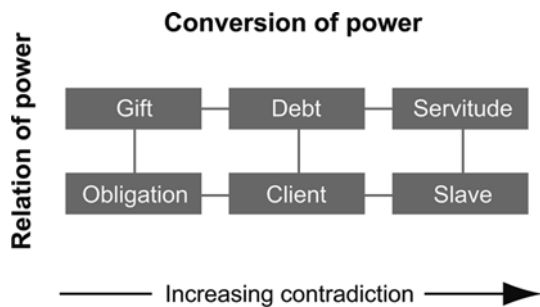 Conversion of power
Relation of power
Gift
Debt
Servitude
Obligation
Client
Slave
Increasing contradiction